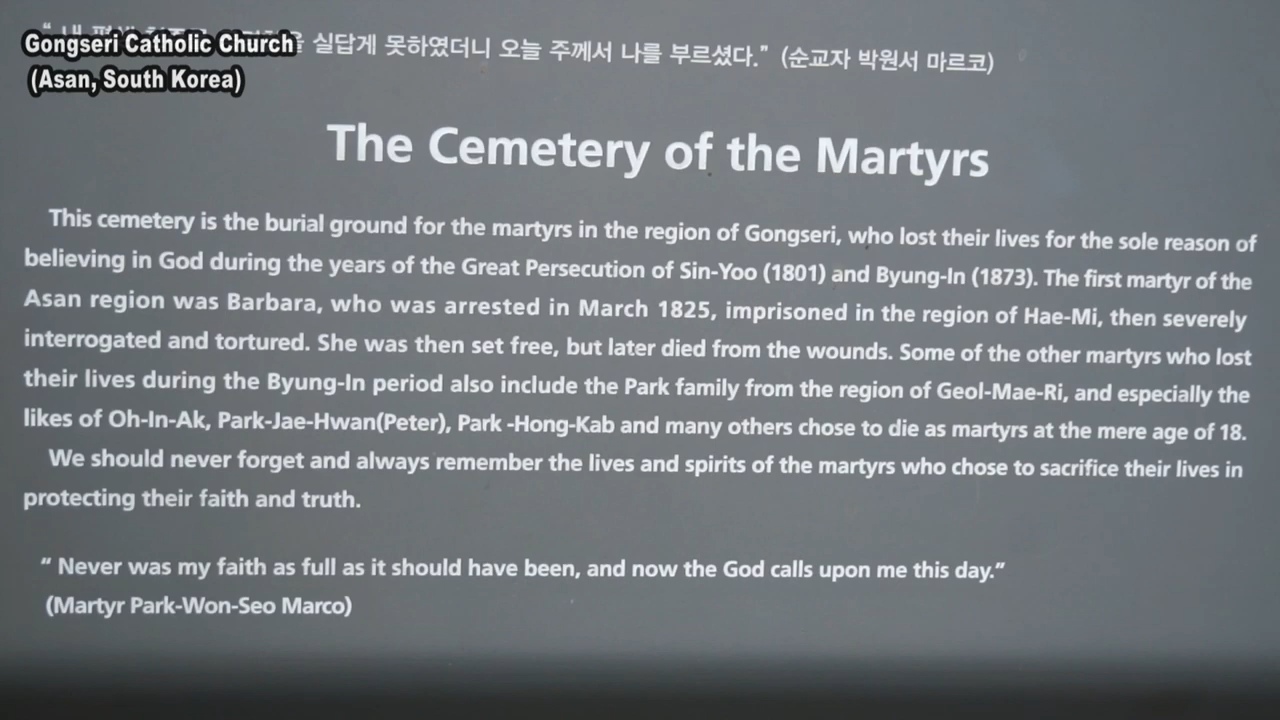 Gongseri Catholic Church
(Asan, South Korea)
실답게 못하였더니 오늘 주께서 나를 부르셨다." (순교자 박원서 마르코)
The Cemetery of the Martyrs
This cemetery is the burial ground for the martyrs in the region of Gongseri, who lost their lives for the sole reason of
believing in God during the years of the Great Persecution of Sin-Yoo (1801) and Byung-In (1873). The first martyr of the
Asan region was Barbara, who was arrested in March 1825, imprisoned in the region of Hae-Mi, then severely
interrogated and tortured. She was then set free, but later died from the wounds. Some of the other martyrs who lost
their lives during the Byung-In period also include the Park family from the region of Geol-Mae-Ri, and especially the
likes of Oh-In-Ak, Park-Jae-Hwan(Peter), Park -Hong-Kab and many others chose to die as martyrs at the mere age of 18.
We should never forget and always remember the lives and spirits of the martyrs who chose to sacrifice their lives in
protecting their faith and truth.
" Never was my faith as full as it should have been, and now the God calls upon me this day."
(Martyr Park-Won-Seo Marco)